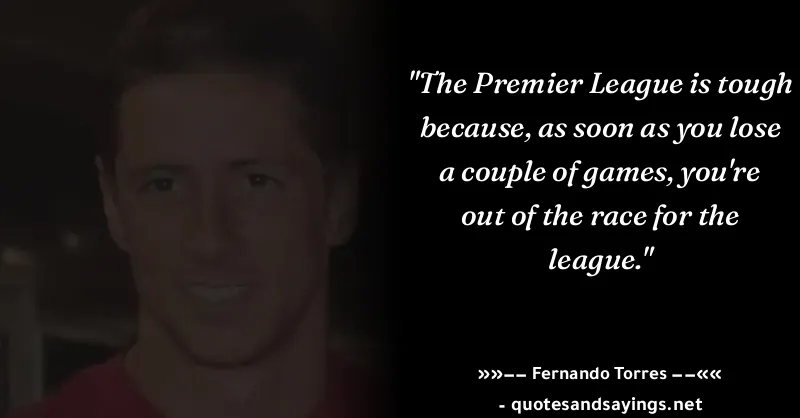 "The Premier League is tough
because, as soon as you lose
a couple of games, you're
out of the race for the
league."
»»−− Fernando Torres −−««
- quotesandsayings.net